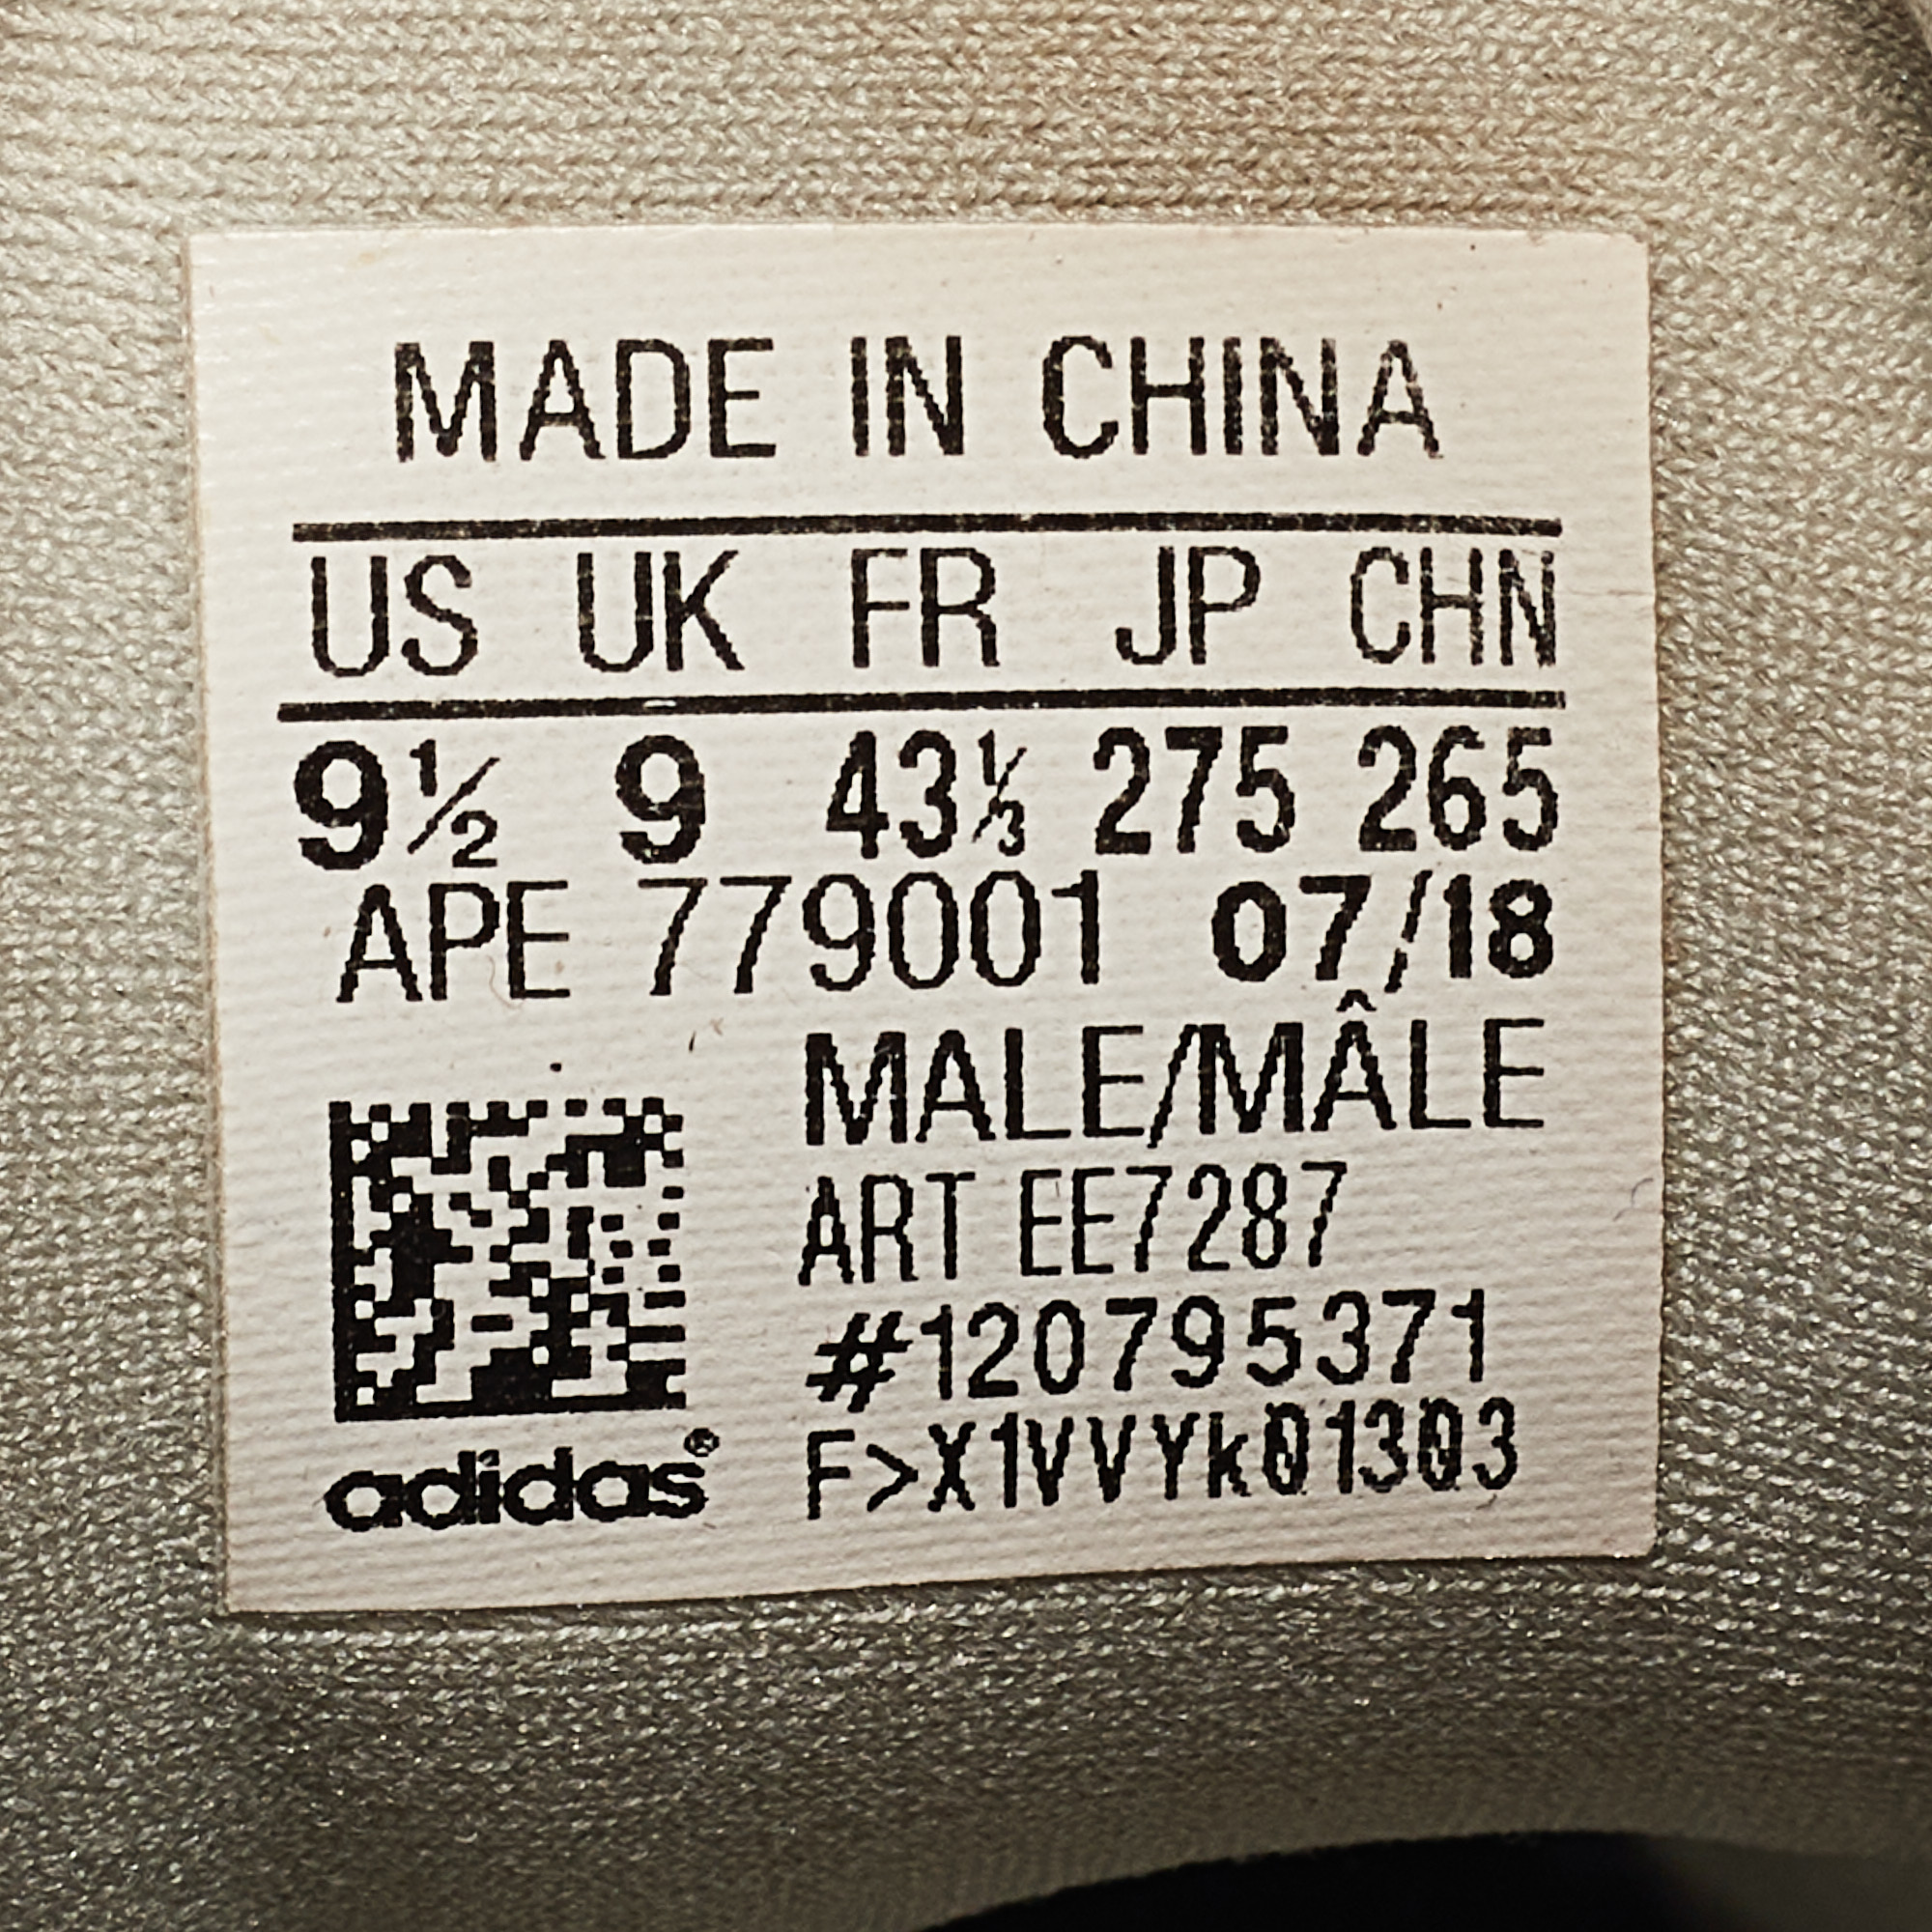 MADE IN CHINA
US UK FR JP CHN
9½ 9 43⅓ 275 265
APE 779001 07/18
MALE/MÂLE
ART EE7287
#120795371
F>X1VVYk01303
adidas®